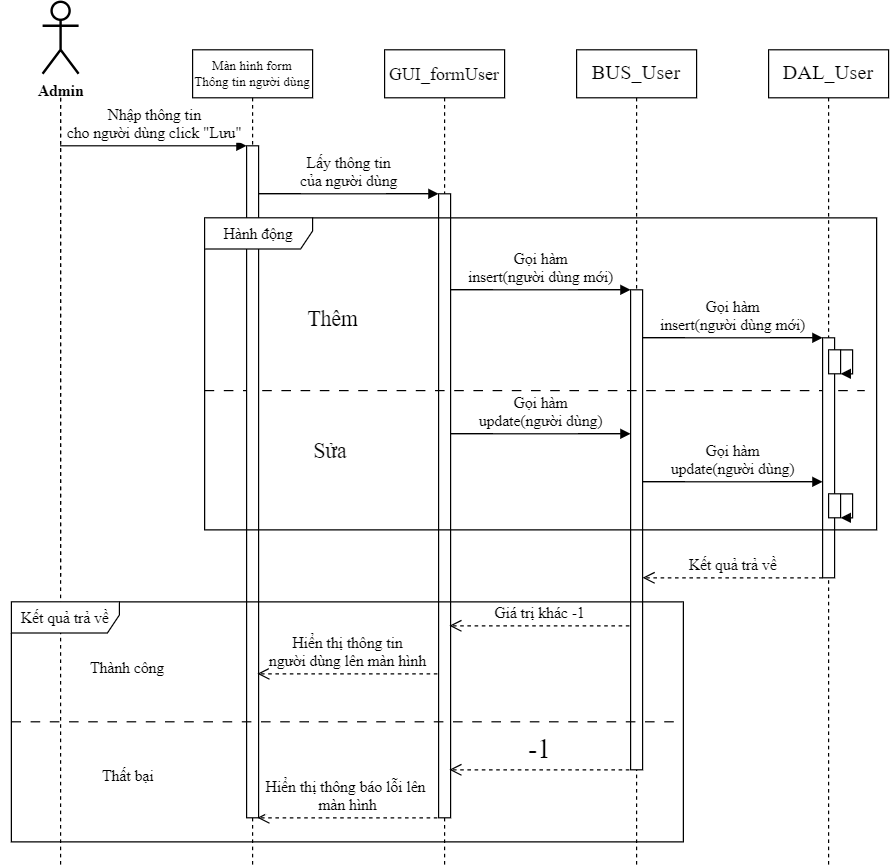 Admin
Màn hình form
Thông tin người dùng
GUI_formUser
BUS_User
DAL_User
Nhập thông tin
cho người dùng click "Lưu"
Lấy thông tin
của người dùng
Hành động
Gọi hàm
insert(người dùng mới)
Thêm
Gọi hàm
insert(người dùng mới)
Gọi hàm
update(người dùng)
Sửa
Gọi hàm
update(người dùng)
Kết quả trả về
Kết quả trả về
Giá trị khác -1
Hiển thị thông tin
người dùng lên màn hình
Thành công
-1
Thất bại
Hiển thị thông báo lỗi lên
màn hình